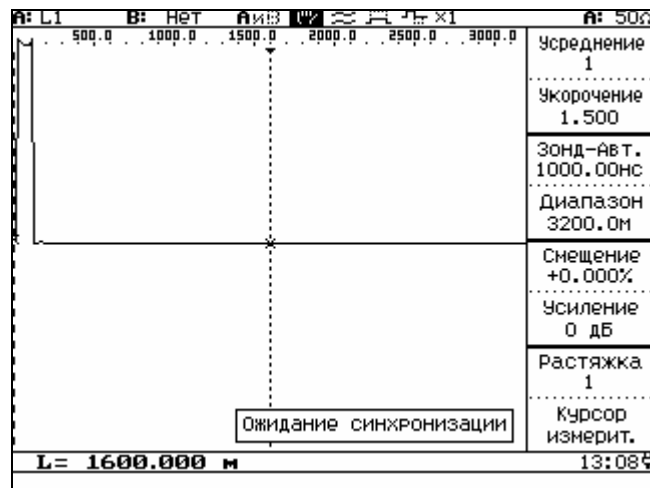 A: L1 B: Нет АиВ ×1 A: 50Ω
500.0 1000.0 1500.0 2000.0 2500.0 3000.0
Усреднение
1
Укорочение
1.500
Зонд-Авт.
1000.00нс
Диапазон
3200.0м
Смещение
+0.000%
Усиление
0 дБ
Растяжка
1
Курсор
измерит.
Ожидание синхронизации
L= 1600.000 м 13:08